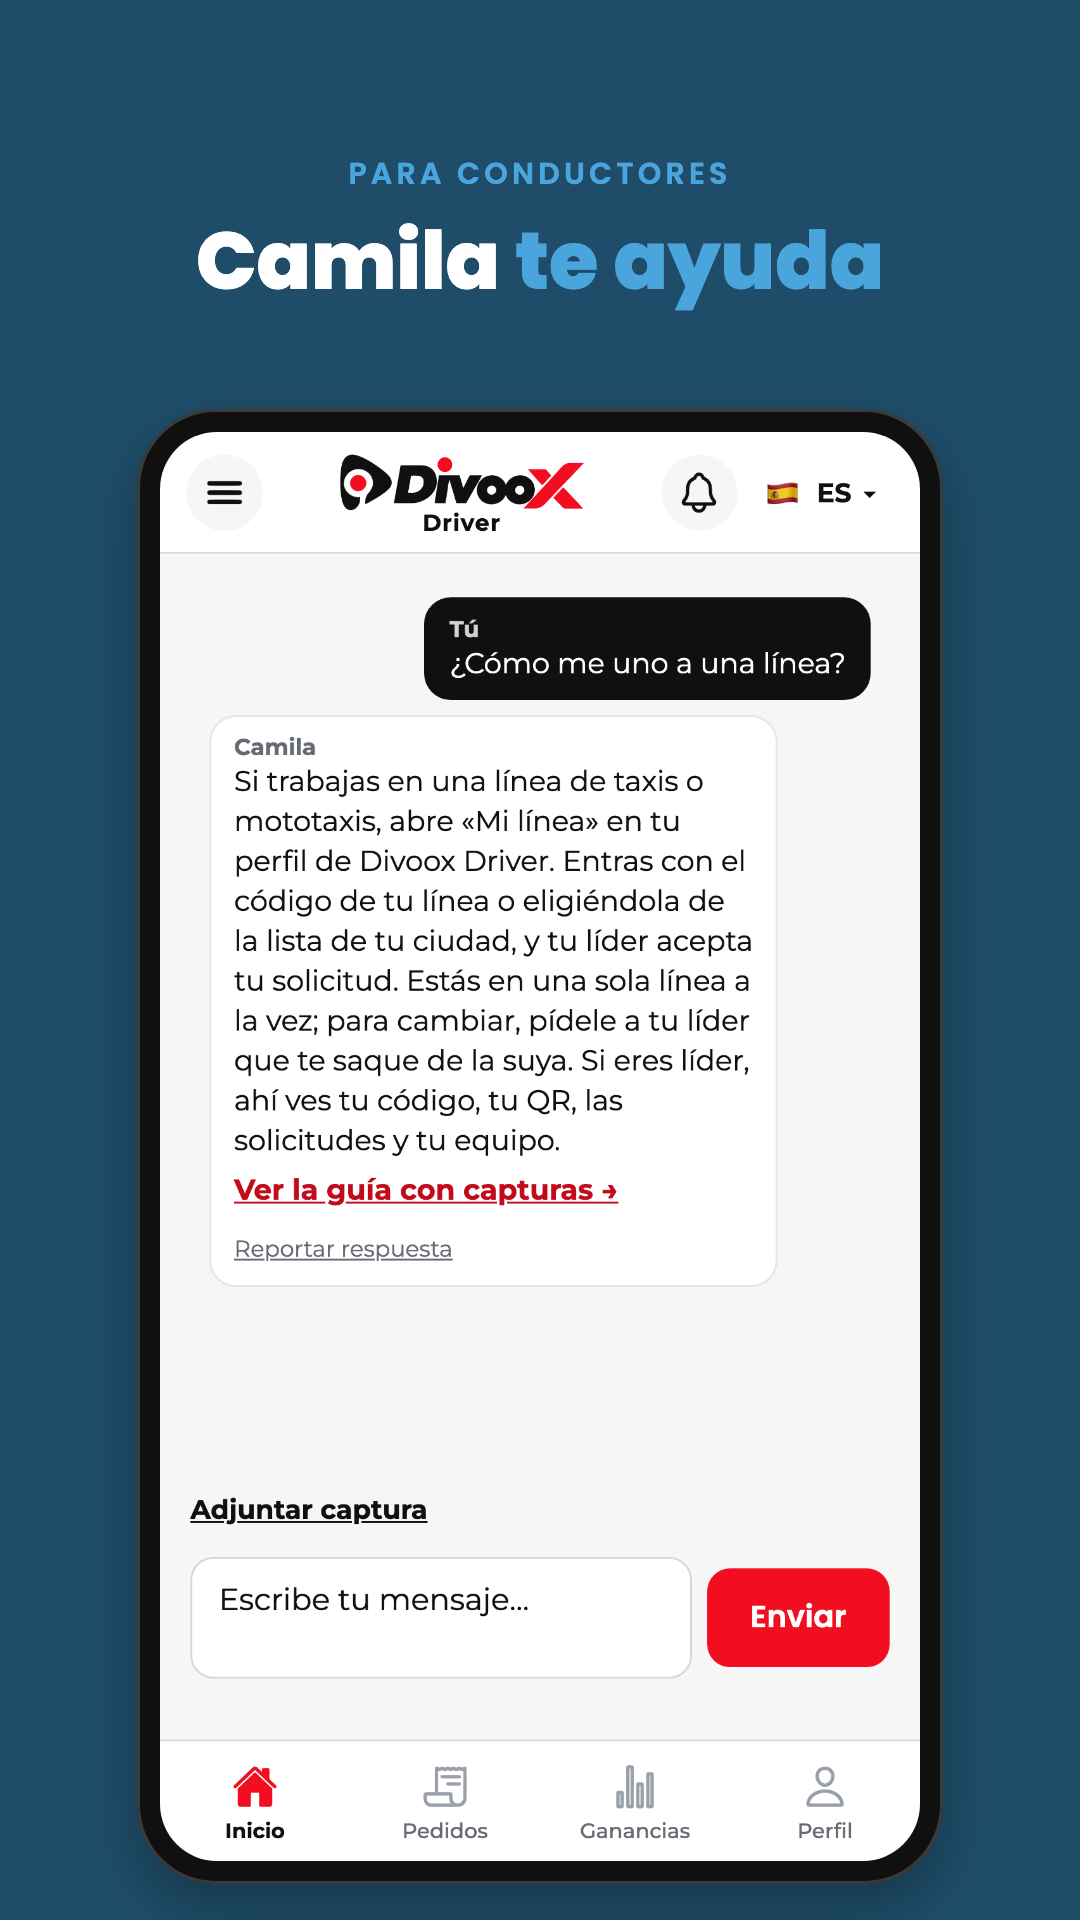 PARA CONDUCTORES
Camila te ayuda
DivooX
Driver
ES
Tú
¿Cómo me uno a una línea?
Camila
Si trabajas en una línea de taxis o
mototaxis, abre «Mi línea» en tu
perfil de Divoox Driver. Entras con el
código de tu línea o eligiéndola de
la lista de tu ciudad, y tu líder acepta
tu solicitud. Estás en una sola línea a
la vez; para cambiar, pídele a tu líder
que te saque de la suya. Si eres líder,
ahí ves tu código, tu QR, las
solicitudes y tu equipo.
Ver la guía con capturas →
Reportar respuesta
Adjuntar captura
Escribe tu mensaje...
Enviar
Inicio
Pedidos
Ganancias
Perfil